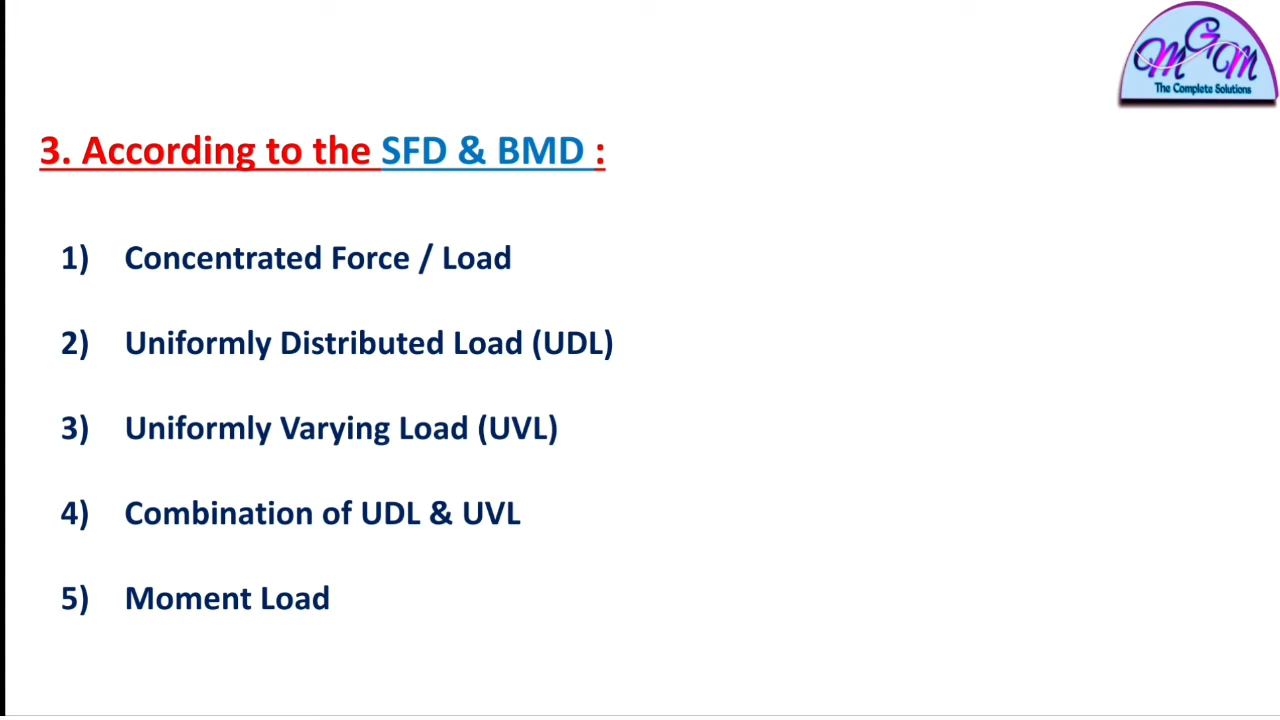 MGM
The Complete Solutions
3. According to the SFD & BMD :
1) Concentrated Force / Load
2) Uniformly Distributed Load (UDL)
3) Uniformly Varying Load (UVL)
4) Combination of UDL & UVL
5) Moment Load